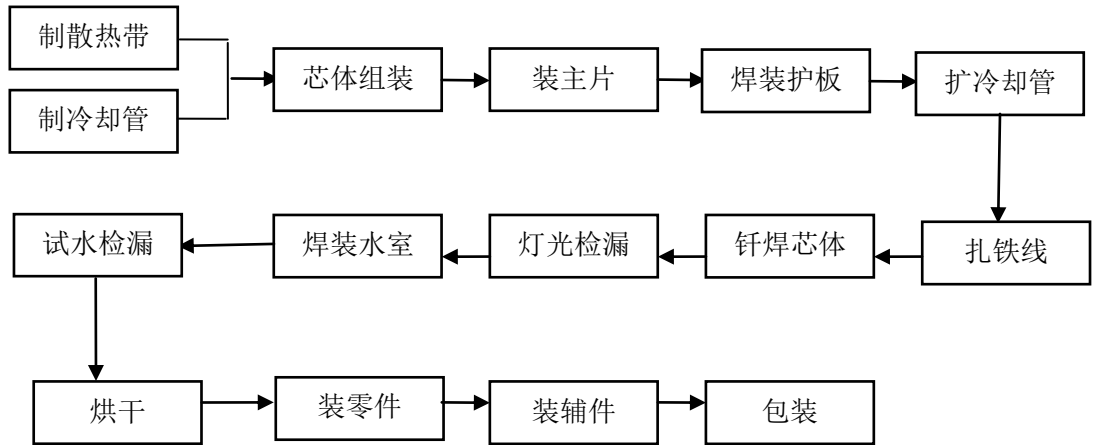 制散热带
制冷却管
芯体组装
装主片
焊装护板
扩冷却管
扎铁线
钎焊芯体
灯光检漏
焊装水室
试水检漏
烘干
装零件
装辅件
包装